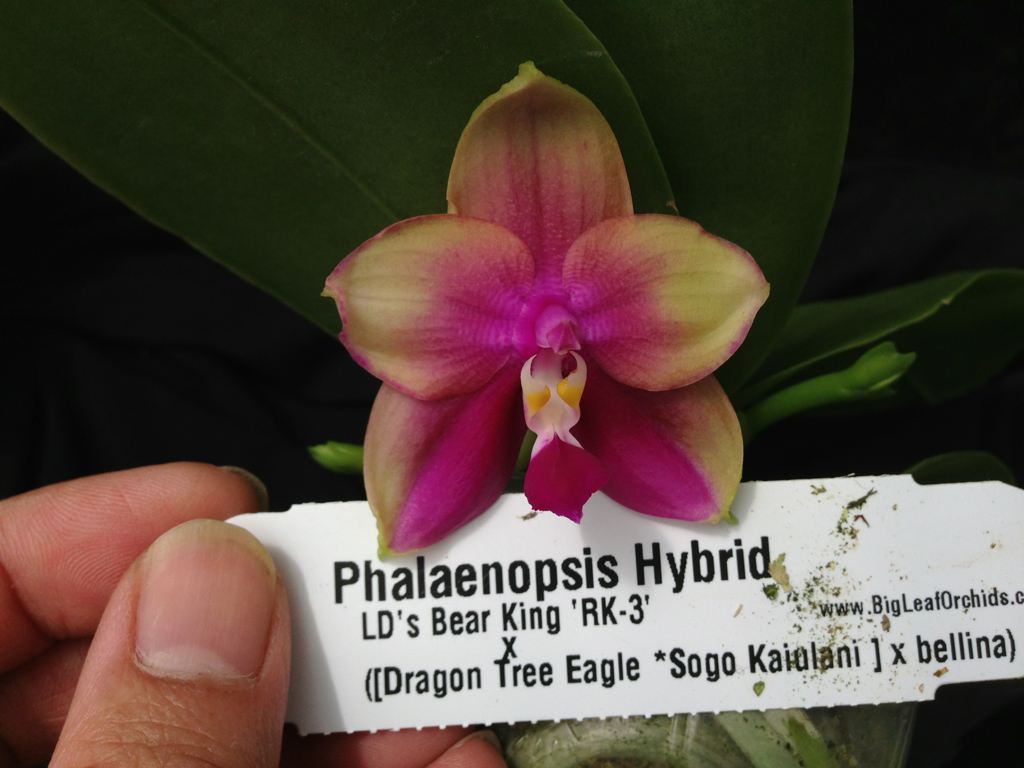 Phalaenopsis Hybrid
LD's Bear King 'RK-3'
www.BigLeafOrchids.c
x
([Dragon Tree Eagle *Sogo Kaiulani ] x bellina)